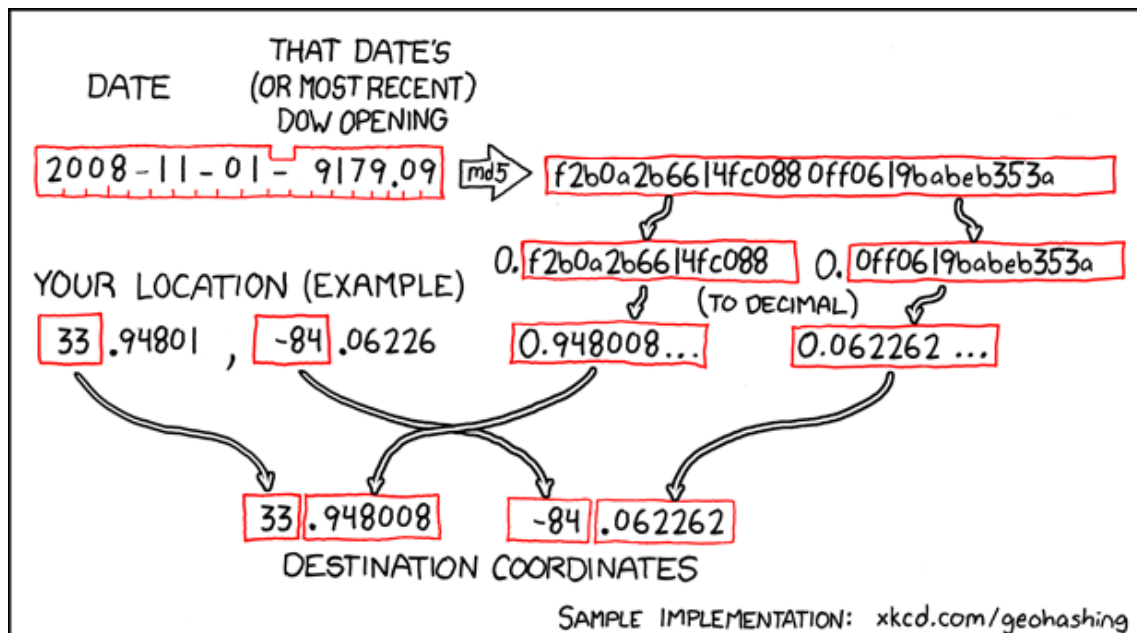 THAT DATE'S
DATE (OR MOST RECENT)
DOW OPENING
2008-11-01- 9179.09 md5 f2b0a2b6614fc088 0ff0619babeb353a
0. f2b0a2b6614fc088 0. 0ff0619babeb353a
YOUR LOCATION (EXAMPLE) (TO DECIMAL)
33 .94801 , -84 .06226 0.948008... 0.062262 ...
33 .948008 -84 .062262
DESTINATION COORDINATES
SAMPLE IMPLEMENTATION: xkcd.com/geohashing